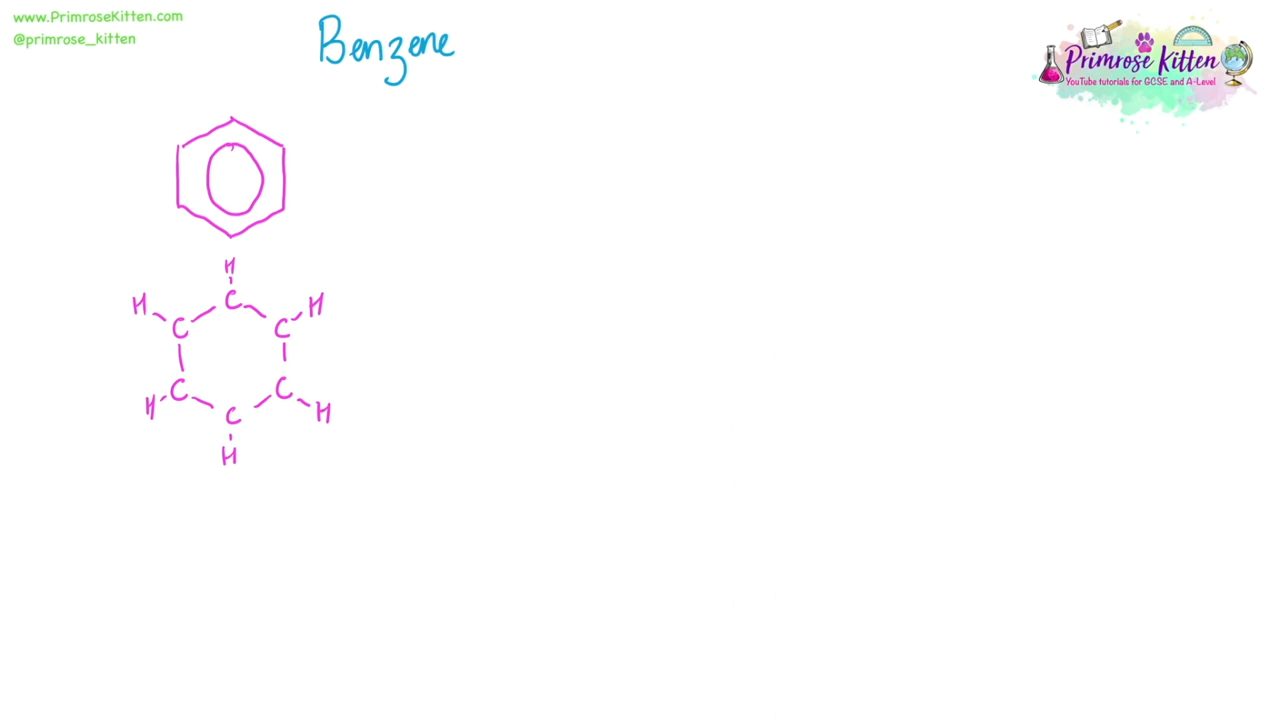 www.PrimroseKitten.com
@primrose_kitten
Benzene
Primrose Kitten
YouTube tutorials for GCSE and A-Level
H
C
H C C H
H C C H
C
H